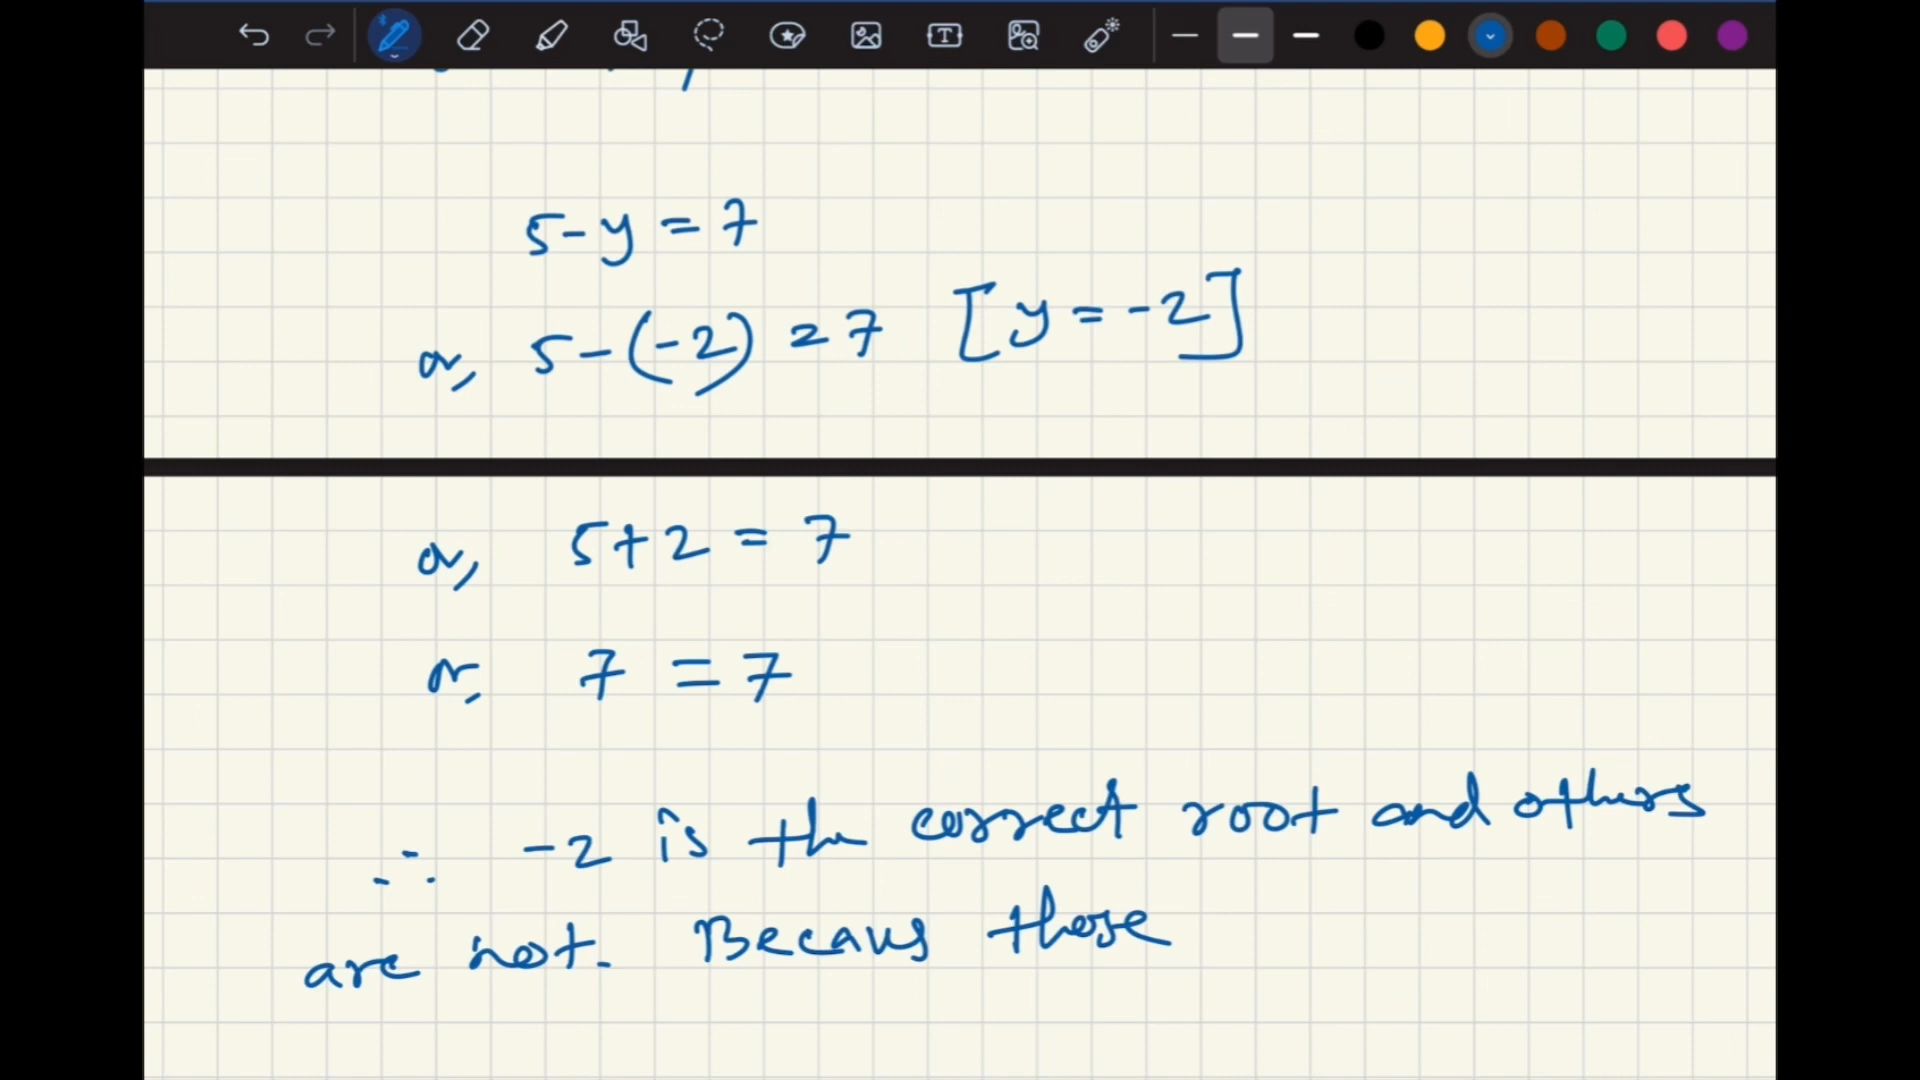 5-y=7
or, 5-(-2) = 7 [y = -2]
or, 5+2 = 7
or, 7 = 7
∴ -2 is the correct root and others
are not. Becaus those